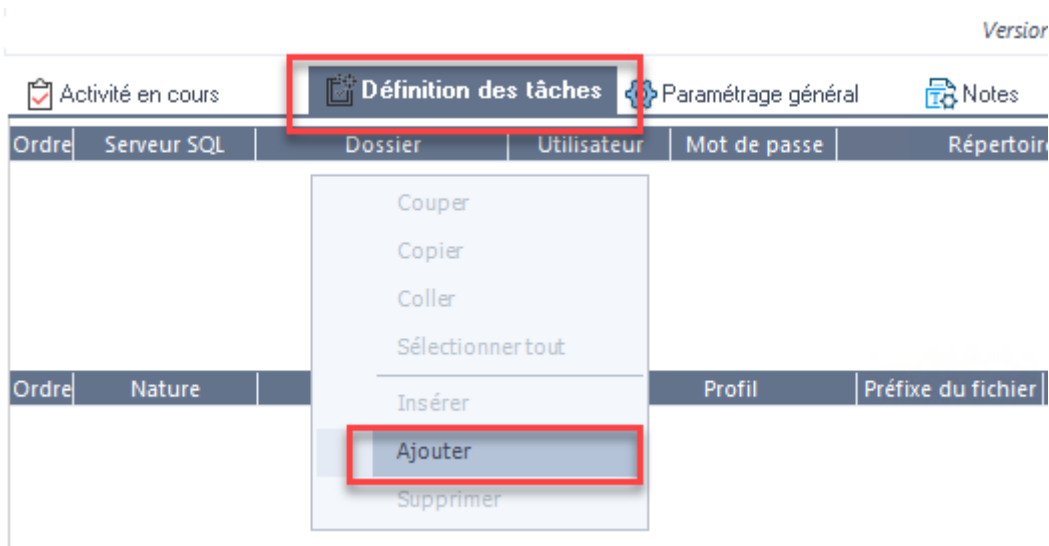 Version
Activité en cours Définition des tâches Paramétrage général Notes
Ordre Serveur SQL Dossier Utilisateur Mot de passe Répertoire
Couper
Copier
Coller
Sélectionner tout
Ordre Nature Profil Préfixe du fichier
Insérer
Ajouter
Supprimer